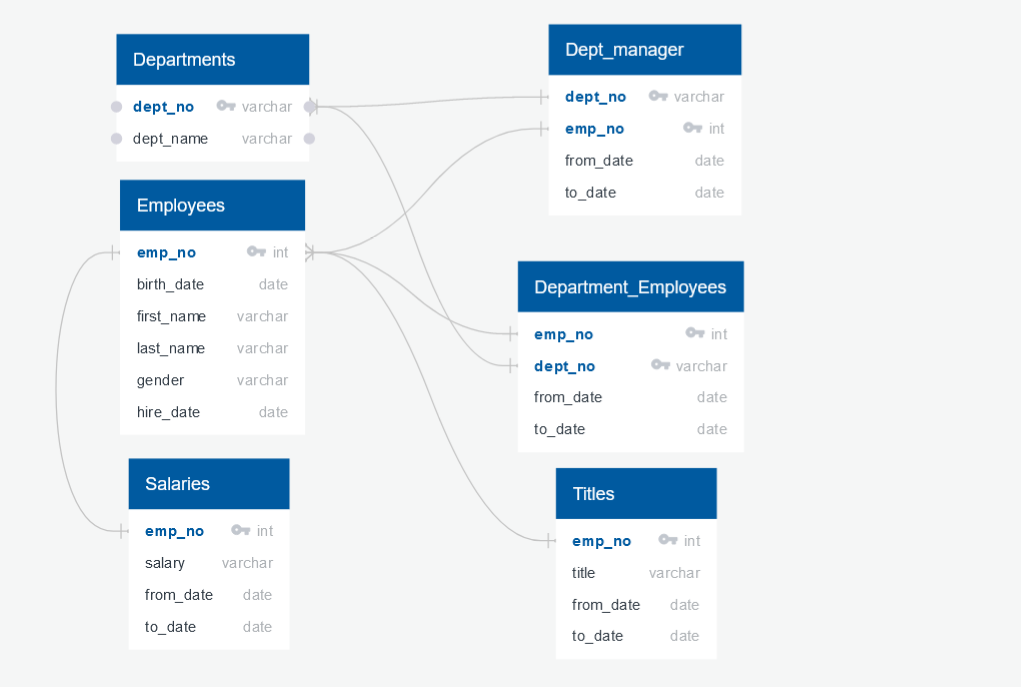 Departments
dept_no varchar
dept_name varchar
Employees
emp_no int
birth_date date
first_name varchar
last_name varchar
gender varchar
hire_date date
Salaries
emp_no int
salary varchar
from_date date
to_date date
Dept_manager
dept_no varchar
emp_no int
from_date date
to_date date
Department_Employees
emp_no int
dept_no varchar
from_date date
to_date date
Titles
emp_no int
title varchar
from_date date
to_date date